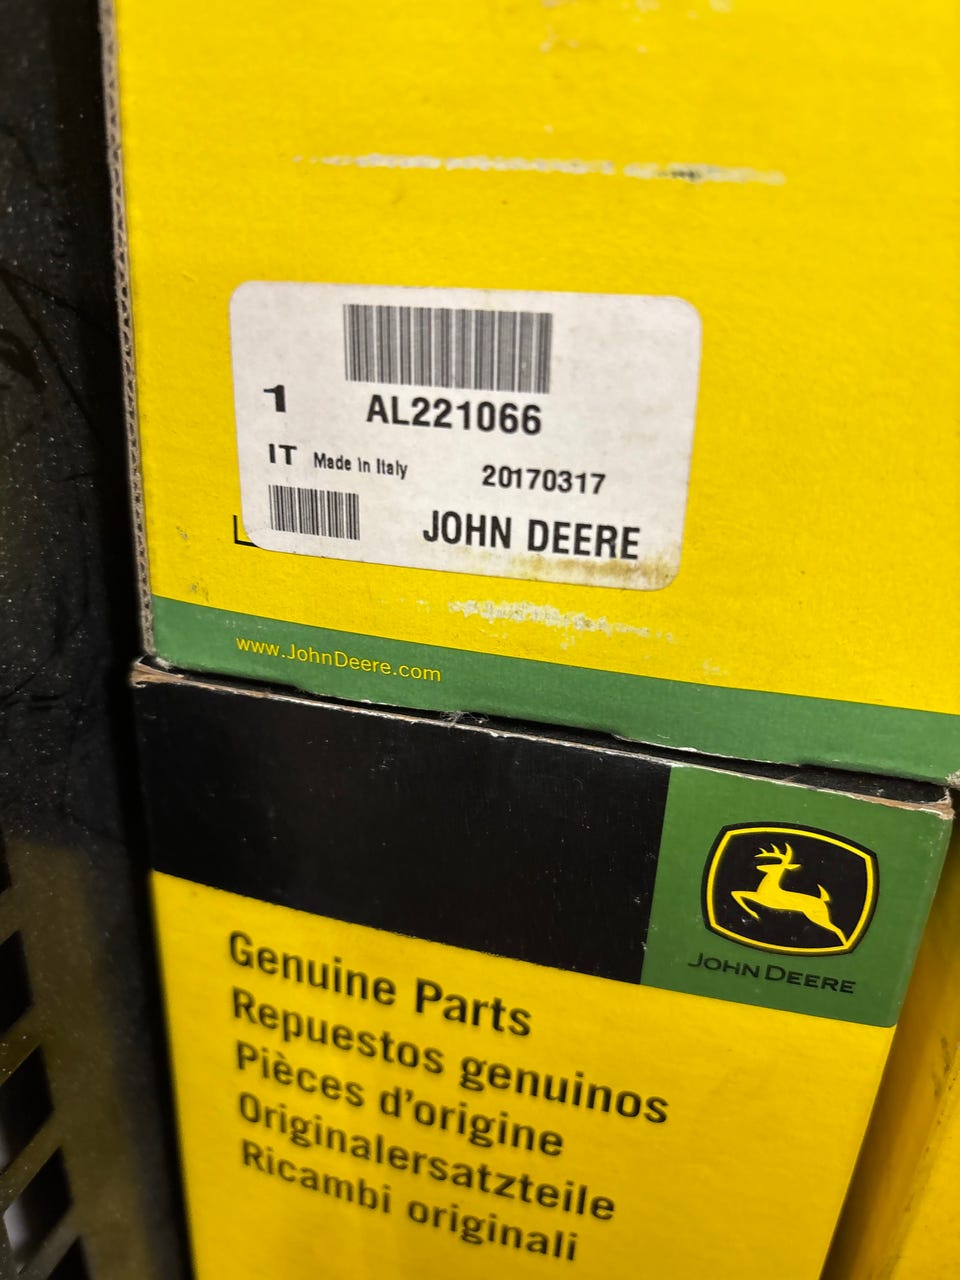 1
AL221066
IT Made in Italy
20170317
JOHN DEERE
www.JohnDeere.com
JOHN DEERE
Genuine Parts
Repuestos genuinos
Pièces d'origine
Originalersatzteile
Ricambi originali